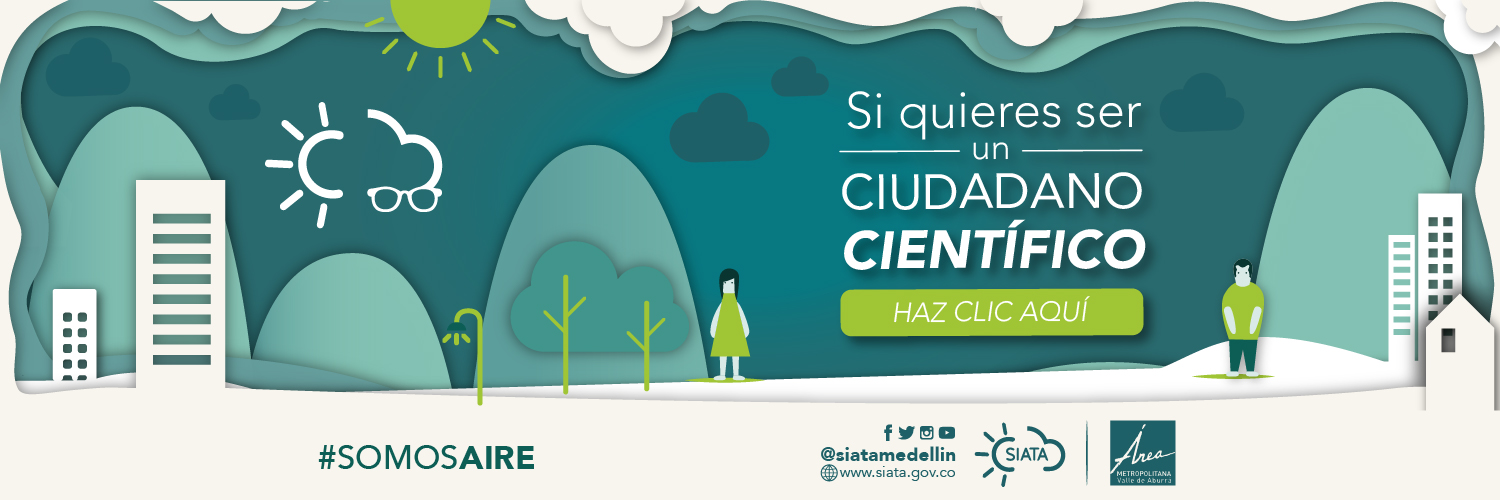 Si quieres ser
un
CIUDADANO
CIENTÍFICO
HAZ CLIC AQUÍ
#SOMOSAIRE
@siatamedellin
www.siata.gov.co
SIATA
Área
METROPOLITANA
Valle de Aburrá